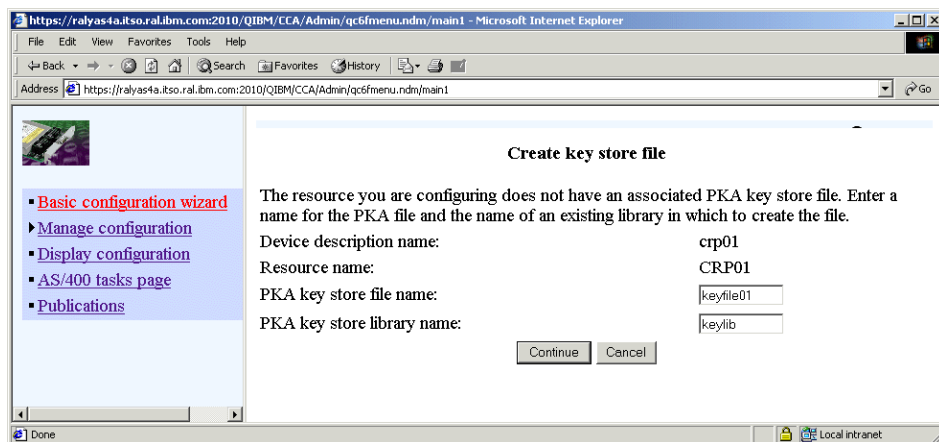 https://ralyas4a.itso.ral.ibm.com:2010/QIBM/CCA/Admin/qc6fmenu.ndm/main1 - Microsoft Internet Explorer
File Edit View Favorites Tools Help
Back Search Favorites History
Address https://ralyas4a.itso.ral.ibm.com:2010/QIBM/CCA/Admin/qc6fmenu.ndm/main1 Go
Basic configuration wizard
Manage configuration
Display configuration
AS/400 tasks page
Publications
Create key store file
The resource you are configuring does not have an associated PKA key store file. Enter a
name for the PKA file and the name of an existing library in which to create the file.
Device description name: crp01
Resource name: CRP01
PKA key store file name: keyfile01
PKA key store library name: keylib
Continue Cancel
Done Local intranet